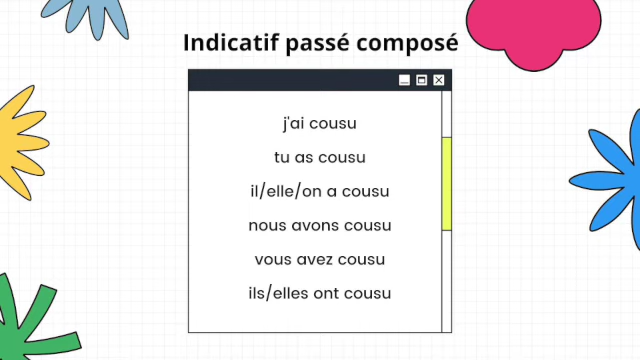 Indicatif passé composé
j'ai cousu
tu as cousu
il/elle/on a cousu
nous avons cousu
vous avez cousu
ils/elles ont cousu